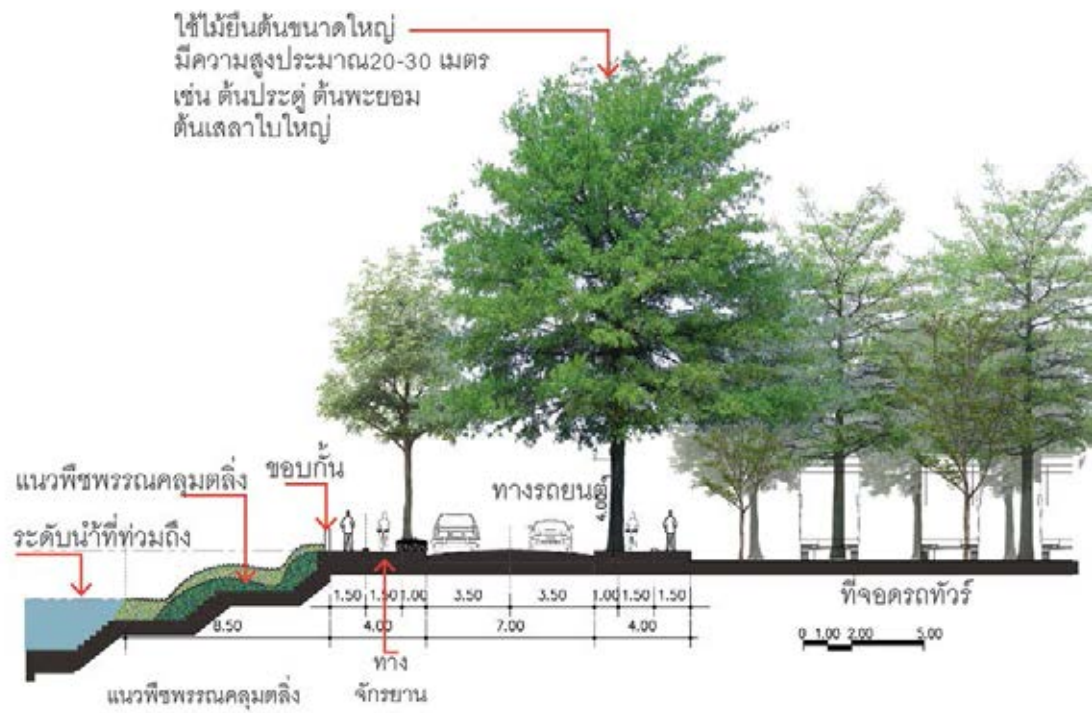 ใช้ไม้ยืนต้นขนาดใหญ่
มีความสูงประมาณ20-30 เมตร
เช่น ต้นประดู่ ต้นพะยอม
ต้นเสลาใบใหญ่
ขอบกั้น
แนวพืชพรรณคลุมตลิ่ง
ระดับน้ำที่ท่วมถึง
ทางรถยนต์
4.00
1.50 1.50 1.00 3.50 3.50 1.00 1.50 1.50
8.50 4.00 7.00 4.00
ที่จอดรถทัวร์
0 1.00 2.00 5.00
ทาง
จักรยาน
แนวพืชพรรณคลุมตลิ่ง